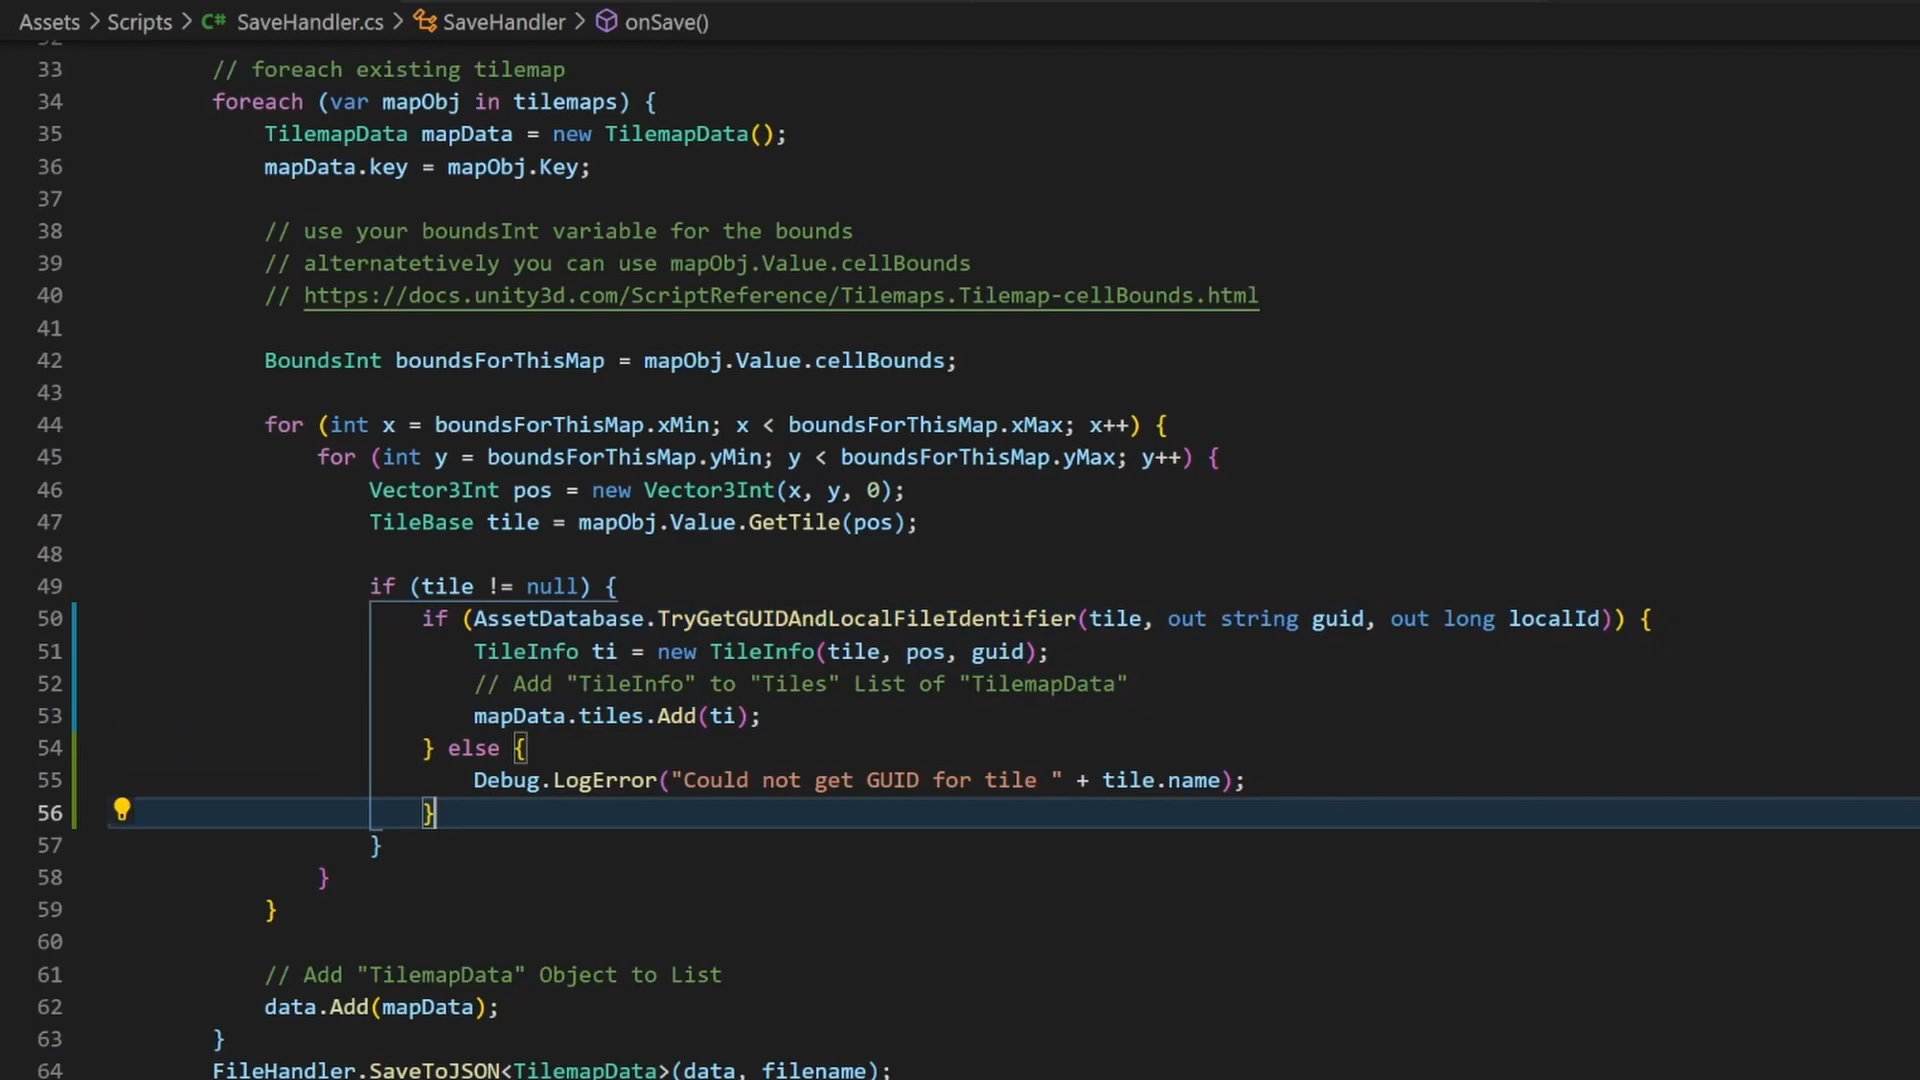 Assets > Scripts > C# SaveHandler.cs > SaveHandler > onSave()
32
33 // foreach existing tilemap
34 foreach (var mapObj in tilemaps) {
35 TilemapData mapData = new TilemapData();
36 mapData.key = mapObj.Key;
37
38 // use your boundsInt variable for the bounds
39 // alternatetively you can use mapObj.Value.cellBounds
40 // https://docs.unity3d.com/ScriptReference/Tilemaps.Tilemap-cellBounds.html
41
42 BoundsInt boundsForThisMap = mapObj.Value.cellBounds;
43
44 for (int x = boundsForThisMap.xMin; x < boundsForThisMap.xMax; x++) {
45 for (int y = boundsForThisMap.yMin; y < boundsForThisMap.yMax; y++) {
46 Vector3Int pos = new Vector3Int(x, y, 0);
47 TileBase tile = mapObj.Value.GetTile(pos);
48
49 if (tile != null) {
50 if (AssetDatabase.TryGetGUIDAndLocalFileIdentifier(tile, out string guid, out long localId)) {
51 TileInfo ti = new TileInfo(tile, pos, guid);
52 // Add "TileInfo" to "Tiles" List of "TilemapData"
53 mapData.tiles.Add(ti);
54 } else {
55 Debug.LogError("Could not get GUID for tile " + tile.name);
56 }
57 }
58 }
59 }
60
61 // Add "TilemapData" Object to List
62 data.Add(mapData);
63 }
64 FileHandler.SaveToJSON<TilemapData>(data, filename);